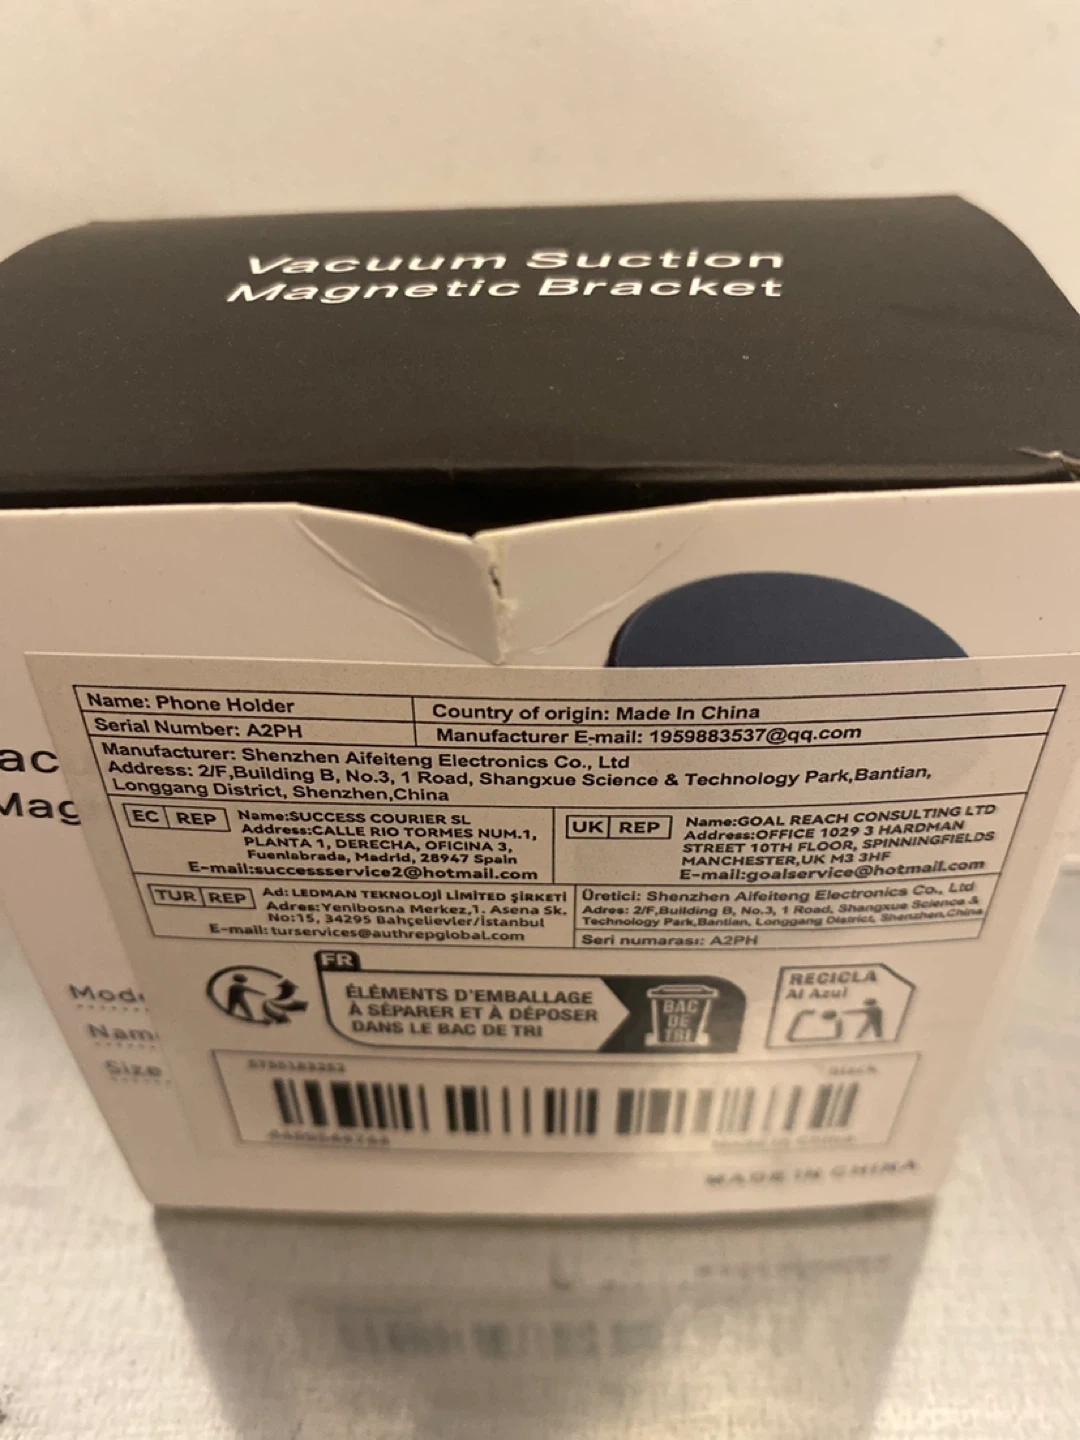 Vacuum Suction
Magnetic Bracket
Name: Phone Holder
Country of origin: Made In China
Serial Number: A2PH
Manufacturer E-mail: 1959883537@qq.com
Manufacturer: Shenzhen Aifeiteng Electronics Co., Ltd
Address: 2/F,Building B, No.3, 1 Road, Shangxue Science & Technology Park,Bantian,
Longgang District, Shenzhen,China
EC REP
Name:SUCCESS COURIER SL
Address:CALLE RIO TORMES NUM.1,
PLANTA 1, DERECHA, OFICINA 3,
Fuenlabrada, Madrid, 28947 Spain
E-mail:successservice2@hotmail.com
UK REP
Name:GOAL REACH CONSULTING LTD
Address:OFFICE 1029 3 HARDMAN
STREET 10TH FLOOR, SPINNINGFIELDS
MANCHESTER,UK M3 3HF
E-mail:goalservice@hotmail.com
TUR REP
Ad: LEDMAN TEKNOLOJİ LİMİTED ŞİRKETİ
Adres:Yenibosna Merkez,1. Asena Sk.
No:15, 34295 Bahçelievler/İstanbul
E-mail: turservices@authrepglobal.com
Üretici: Shenzhen Aifeiteng Electronics Co., Ltd
Adres: 2/F,Building B, No.3, 1 Road, Shangxue Science &
Technology Park,Bantian, Longgang District, Shenzhen,China
Seri numarası: A2PH
FR
ÉLÉMENTS D'EMBALLAGE
À SÉPARER ET À DÉPOSER
DANS LE BAC DE TRI
BAC
DE
TRI
RECICLA
Al Azul
ac
Mag
Mod
Nam
Size
MADE IN CHINA